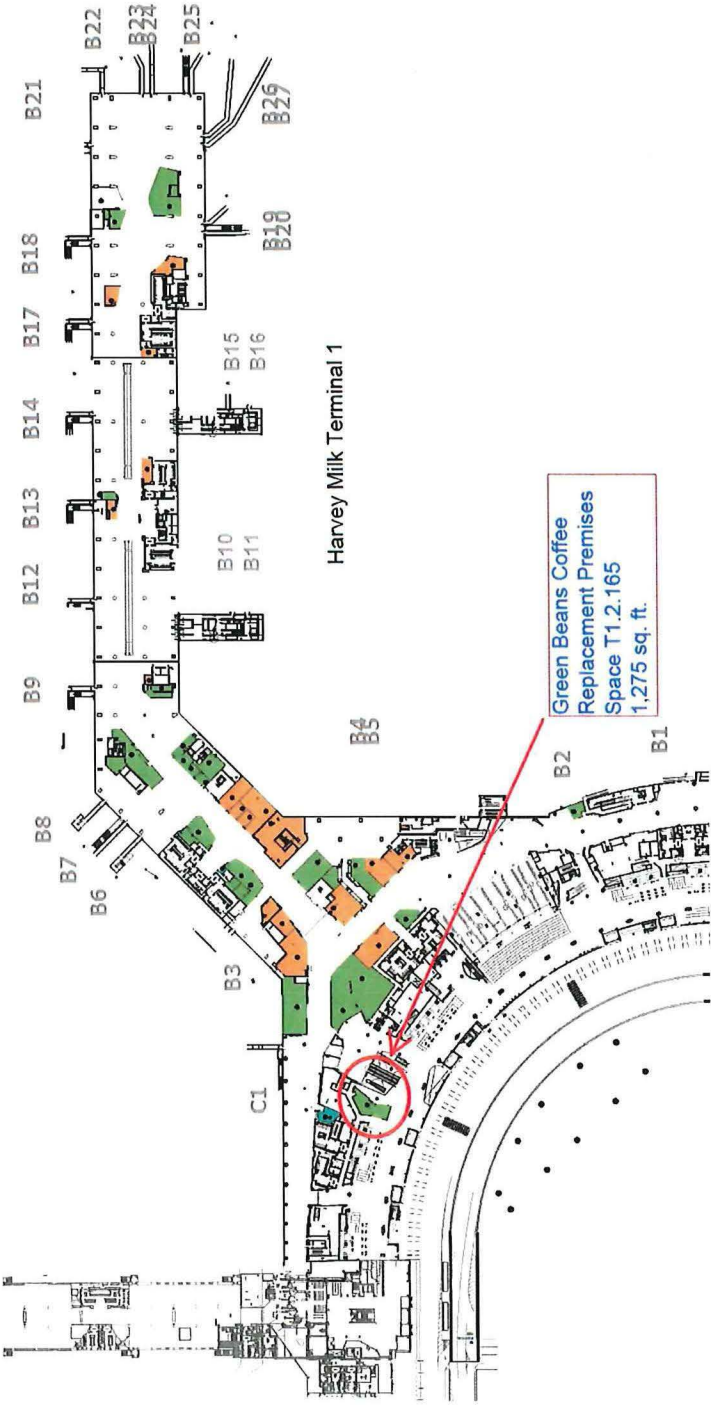 B22
B23
B24
B25
B21
B26
B27
B18
B19
B20
B17
B15
B16
B14
B13
B10
B11
B12
B9
Harvey Milk Terminal 1
Green Beans Coffee
Replacement Premises
Space T1.2.165
1,275 sq. ft.
B4
B5
B2
B1
B8
B7
B6
B3
C1